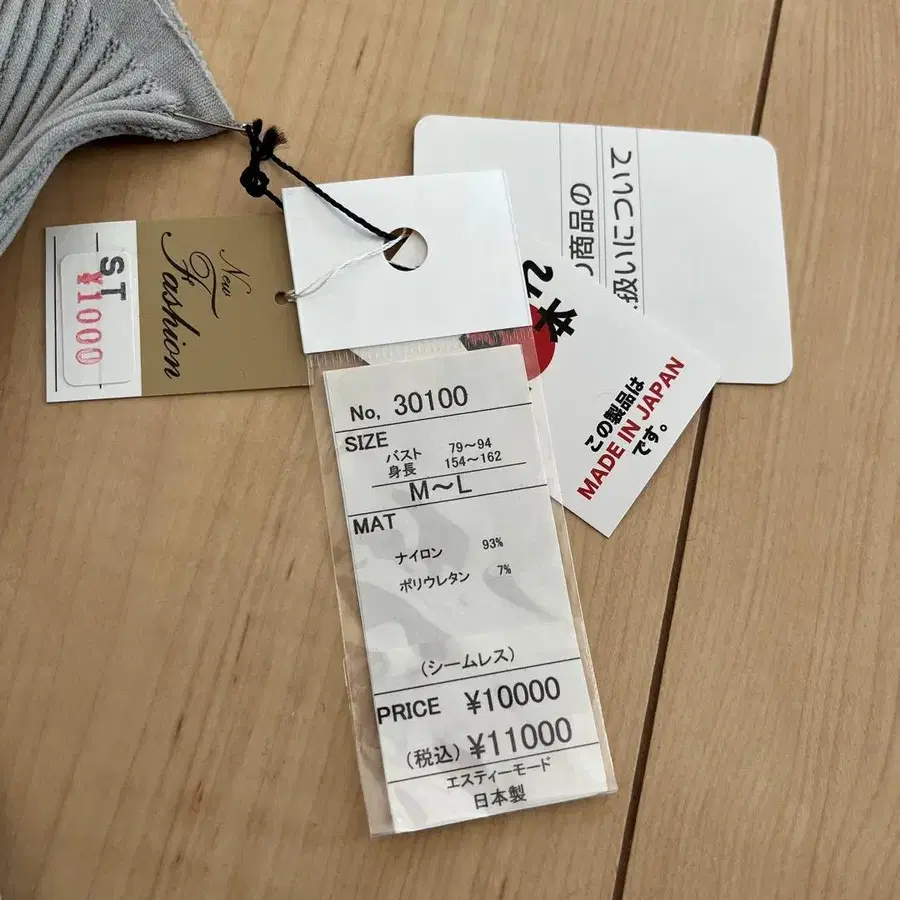 ST
¥1000
New
Fashion
No, 30100
SIZE
バスト 79～94
身長 154～162
M～L
MAT
ナイロン 93%
ポリウレタン 7%
(シームレス)
PRICE ¥10000
(税込) ¥11000
エスティーモード
日本製
商品の
扱いについて
本
この製品は
MADE IN JAPAN
です。